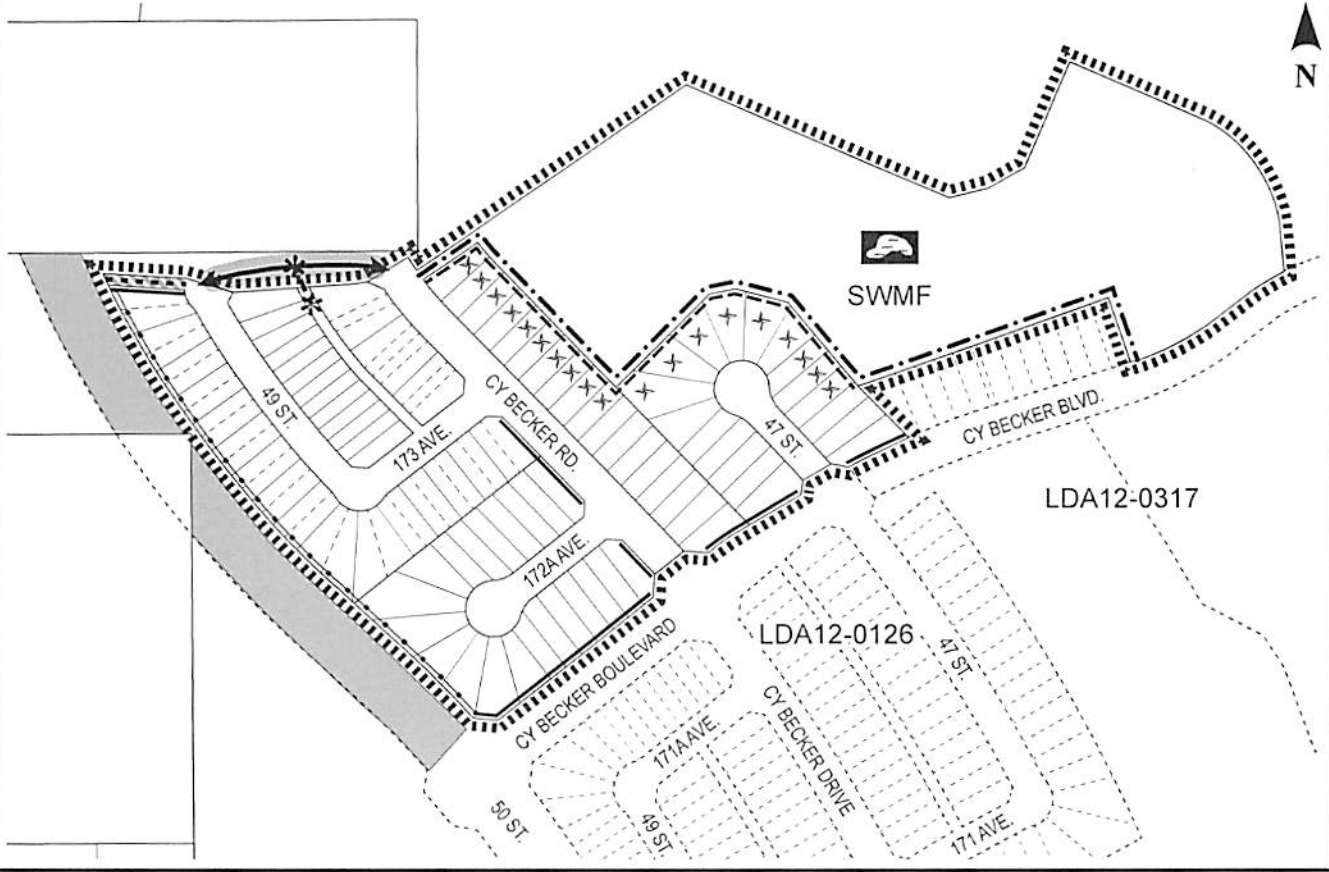 N
SWMF
49 ST.
CY BECKER RD.
173 AVE.
47 ST.
CY BECKER BLVD.
LDA12-0317
172A AVE.
LDA12-0126
CY BECKER BOULEVARD
47 ST.
171A AVE.
CY BECKER DRIVE
50 ST.
49 ST.
171 AVE.